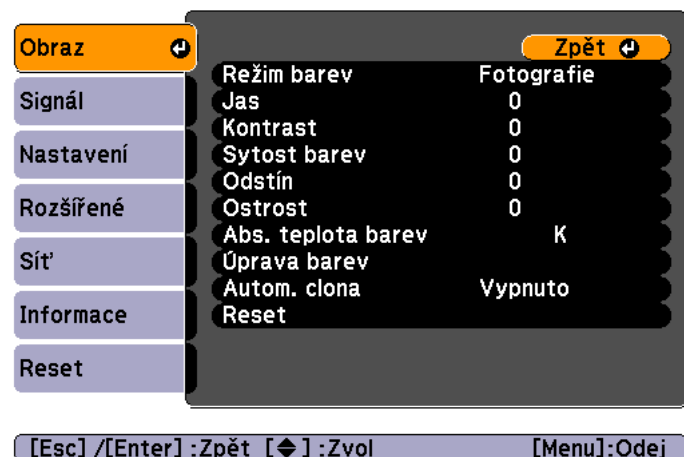 Obraz
Zpět
Režim barev Fotografie
Signál
Jas 0
Kontrast 0
Nastavení
Sytost barev 0
Odstín 0
Rozšířené
Ostrost 0
Abs. teplota barev K
Síť
Úprava barev
Autom. clona Vypnuto
Informace
Reset
Reset
[Esc] /[Enter] :Zpět [◆] :Zvol [Menu]:Odej